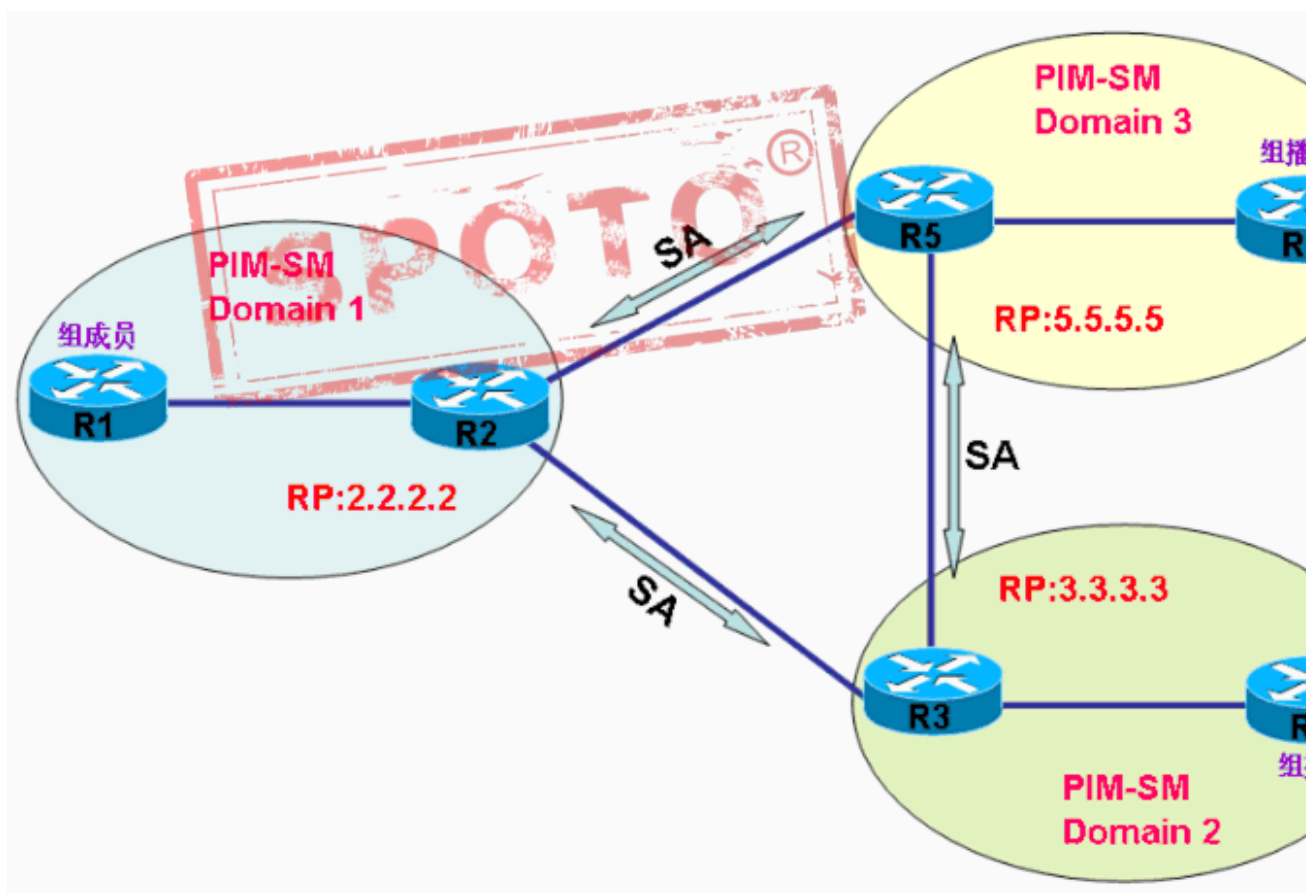 PIM-SM
Domain 3
组播
R5
R
SPOTO
®
SA
PIM-SM
Domain 1
组成员
RP:5.5.5.5
R1
R2
SA
RP:2.2.2.2
RP:3.3.3.3
SA
R3
R
PIM-SM
Domain 2